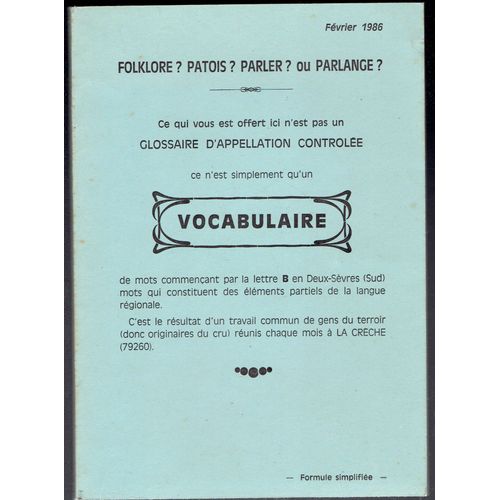 Février 1986
FOLKLORE ? PATOIS ? PARLER ? ou PARLANGE ?
Ce qui vous est offert ici n'est pas un
GLOSSAIRE D'APPELLATION CONTROLÉE
ce n'est simplement qu'un
VOCABULAIRE
de mots commençant par la lettre B en Deux-Sèvres (Sud)
mots qui constituent des éléments partiels de la langue
régionale.
C'est le résultat d'un travail commun de gens du terroir
(donc originaires du cru) réunis chaque mois à LA CRECHE
(79260).
— Formule simplifiée —